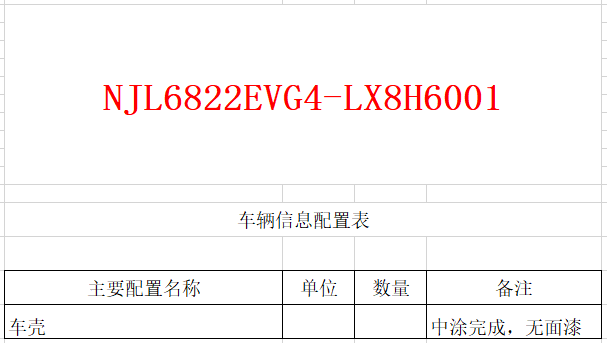 NJL6822EVG4-LX8H6001
车辆信息配置表
主要配置名称 单位 数量 备注
车壳 中涂完成，无面漆